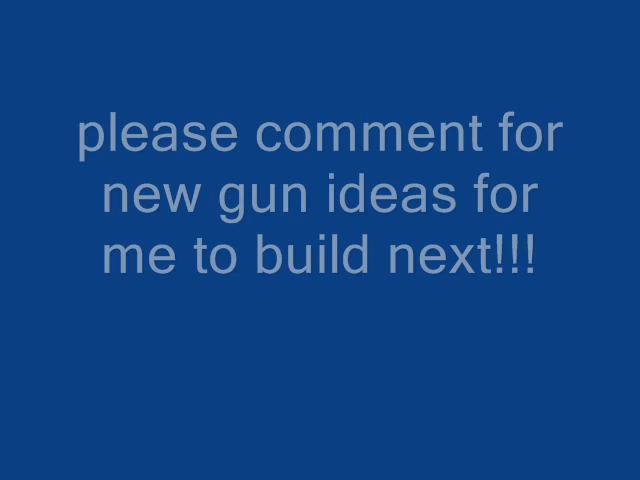 please comment for
new gun ideas for
me to build next!!!